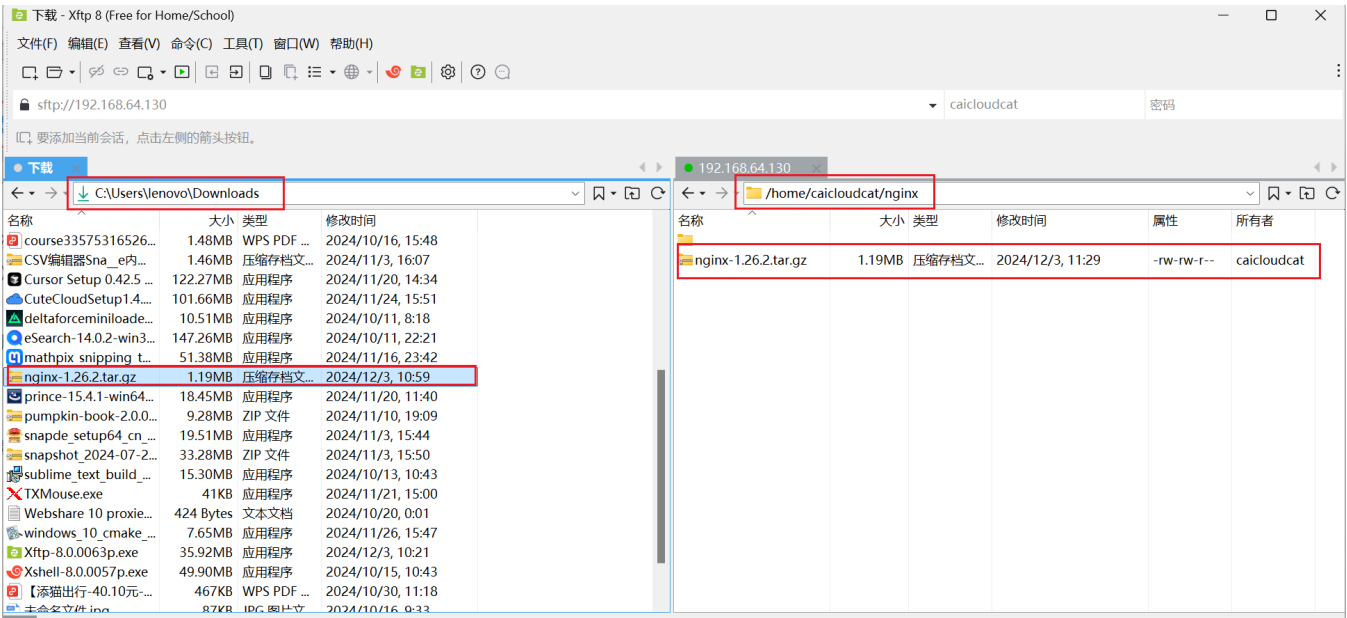 下载 - Xftp 8 (Free for Home/School)
文件(F) 编辑(E) 查看(V) 命令(C) 工具(T) 窗口(W) 帮助(H)
sftp://192.168.64.130 caicloudcat 密码
要添加当前会话，点击左侧的箭头按钮。
下载
C:\Users\lenovo\Downloads
名称 大小 类型 修改时间
course33575316526... 1.48MB WPS PDF ... 2024/10/16, 15:48
CSV编辑器Sna__e内... 1.46MB 压缩存档文... 2024/11/3, 16:07
Cursor Setup 0.42.5 ... 122.27MB 应用程序 2024/11/20, 14:34
CuteCloudSetup1.4.... 101.66MB 应用程序 2024/11/24, 15:51
deltaforceminiloade... 10.51MB 应用程序 2024/10/11, 8:18
eSearch-14.0.2-win3... 147.26MB 应用程序 2024/10/11, 22:21
mathpix snipping t... 51.38MB 应用程序 2024/11/16, 23:42
nginx-1.26.2.tar.gz 1.19MB 压缩存档文... 2024/12/3, 10:59
prince-15.4.1-win64... 18.45MB 应用程序 2024/11/20, 11:40
pumpkin-book-2.0.0... 9.28MB ZIP 文件 2024/11/10, 19:09
snapde_setup64_cn_... 19.51MB 应用程序 2024/11/3, 15:44
snapshot_2024-07-2... 33.28MB ZIP 文件 2024/11/3, 15:50
sublime_text_build_... 15.30MB 应用程序 2024/10/13, 10:43
TXMouse.exe 41KB 应用程序 2024/11/21, 15:00
Webshare 10 proxie... 424 Bytes 文本文档 2024/10/20, 0:01
windows_10_cmake_... 7.65MB 应用程序 2024/11/26, 15:47
Xftp-8.0.0063p.exe 35.92MB 应用程序 2024/12/3, 10:21
Xshell-8.0.0057p.exe 49.90MB 应用程序 2024/10/15, 10:43
【添猫出行-40.10元-... 467KB WPS PDF ... 2024/10/30, 11:18
未命名文件.jpg 87KB JPG 图片文... 2024/10/16, 9:33
192.168.64.130
/home/caicloudcat/nginx
名称 大小 类型 修改时间 属性 所有者
nginx-1.26.2.tar.gz 1.19MB 压缩存档文... 2024/12/3, 11:29 -rw-rw-r-- caicloudcat